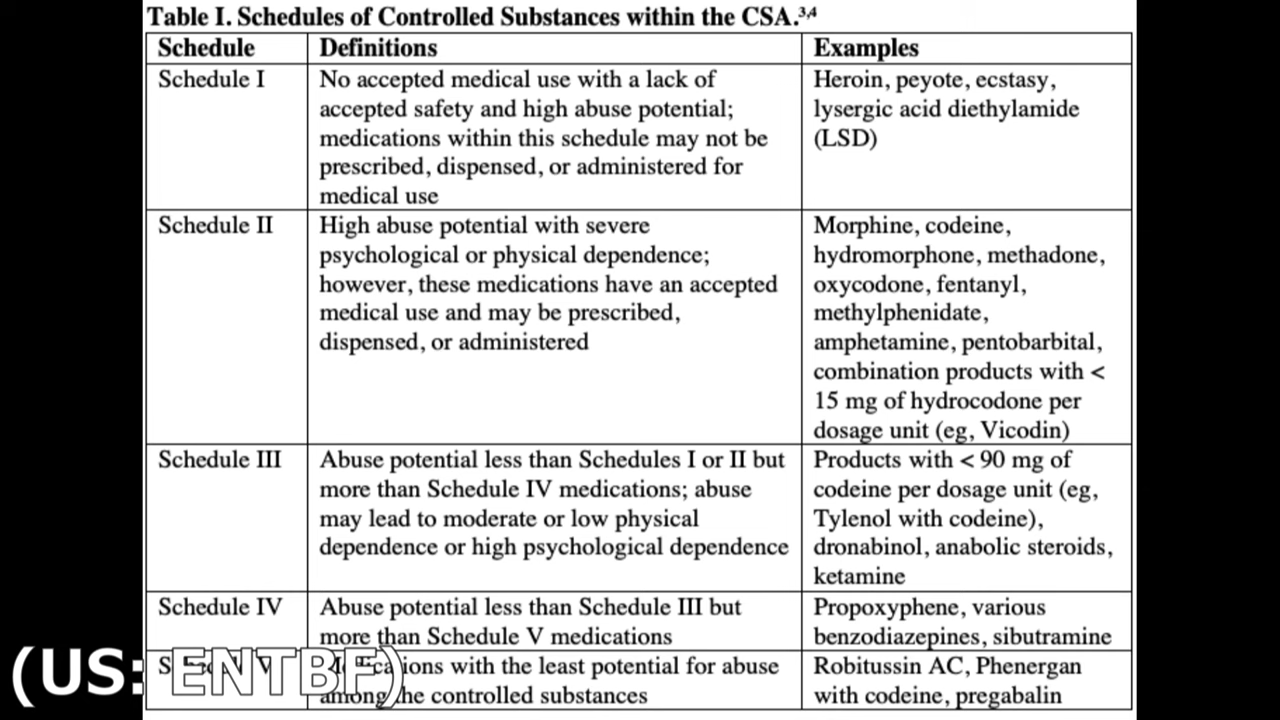 Table I. Schedules of Controlled Substances within the CSA.³,⁴
Schedule Definitions Examples
Schedule I No accepted medical use with a lack of Heroin, peyote, ecstasy,
accepted safety and high abuse potential; lysergic acid diethylamide
medications within this schedule may not be (LSD)
prescribed, dispensed, or administered for
medical use
Schedule II High abuse potential with severe Morphine, codeine,
psychological or physical dependence; hydromorphone, methadone,
however, these medications have an accepted oxycodone, fentanyl,
medical use and may be prescribed, methylphenidate,
dispensed, or administered amphetamine, pentobarbital,
combination products with <
15 mg of hydrocodone per
dosage unit (eg, Vicodin)
Schedule III Abuse potential less than Schedules I or II but Products with < 90 mg of
more than Schedule IV medications; abuse codeine per dosage unit (eg,
may lead to moderate or low physical Tylenol with codeine),
dependence or high psychological dependence dronabinol, anabolic steroids,
ketamine
Schedule IV Abuse potential less than Schedule III but Propoxyphene, various
more than Schedule V medications benzodiazepines, sibutramine
with the least potential for abuse Robitussin AC, Phenergan
among the controlled substances with codeine, pregabalin
(US: ENTBF)